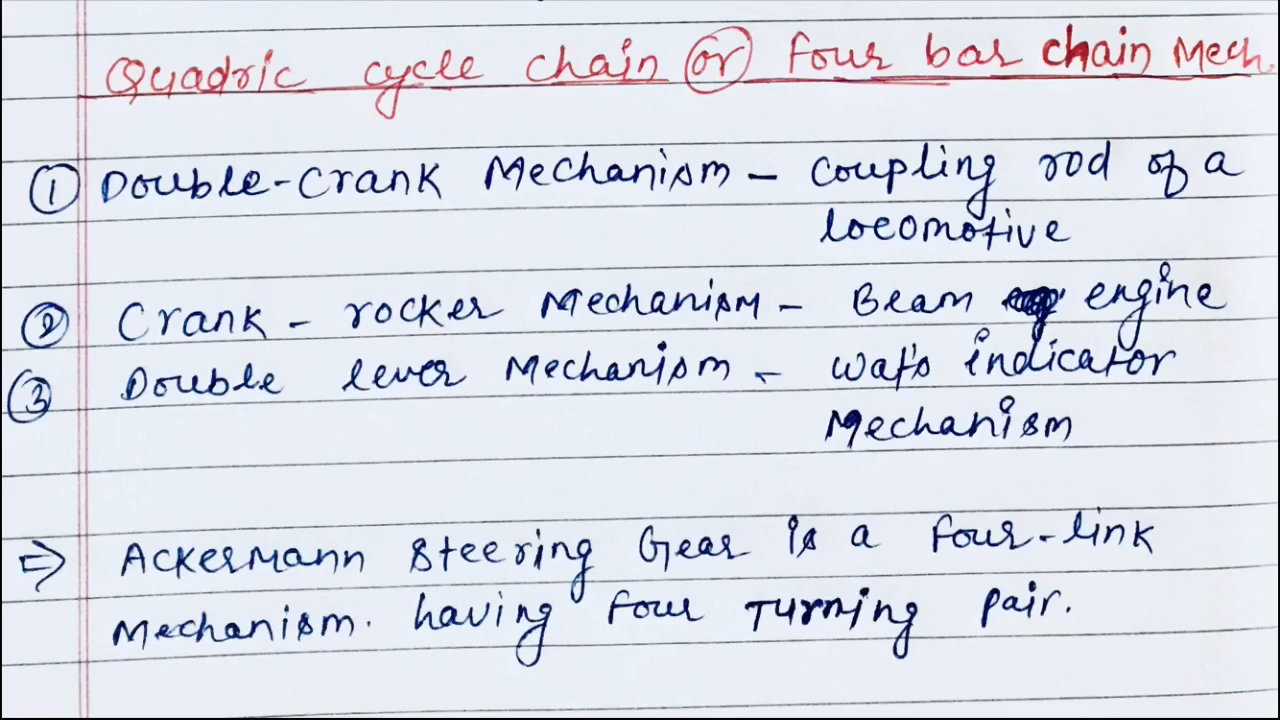 Quadric cycle chain or four bar chain Mech.
① Double-Crank Mechanism - Coupling rod of a
locomotive
② Crank - rocker Mechanism - Beam engine
③ Double lever Mechanism - wat's indicator
Mechanism
⇒ Ackermann Steering Gear is a four-link
Mechanism. having four Turning pair.